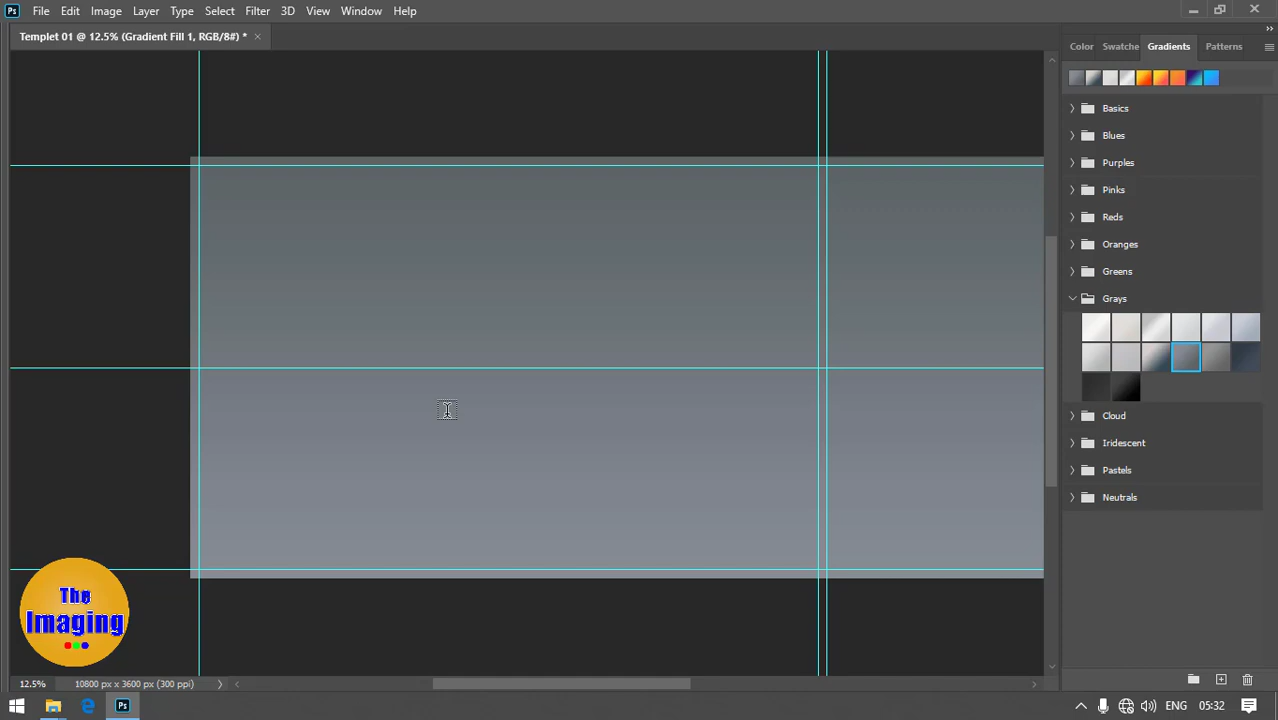 Ps File Edit Image Layer Type Select Filter 3D View Window Help
Templet 01 @ 12.5% (Gradient Fill 1, RGB/8#) *
Color Swatche Gradients Patterns
Basics
Blues
Purples
Pinks
Reds
Oranges
Greens
Grays
Cloud
Iridescent
Pastels
Neutrals
The
Imaging
12.5% 10800 px x 3600 px (300 ppi)
Ps ENG 05:32